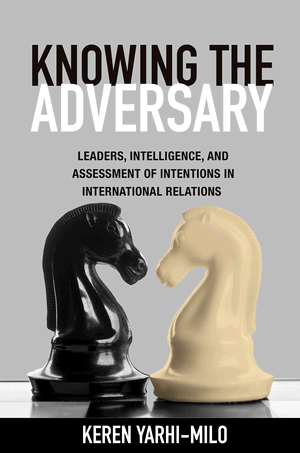 KNOWING THE
ADVERSARY
LEADERS, INTELLIGENCE, AND
ASSESSMENT OF INTENTIONS IN
INTERNATIONAL RELATIONS
KEREN YARHI-MILO